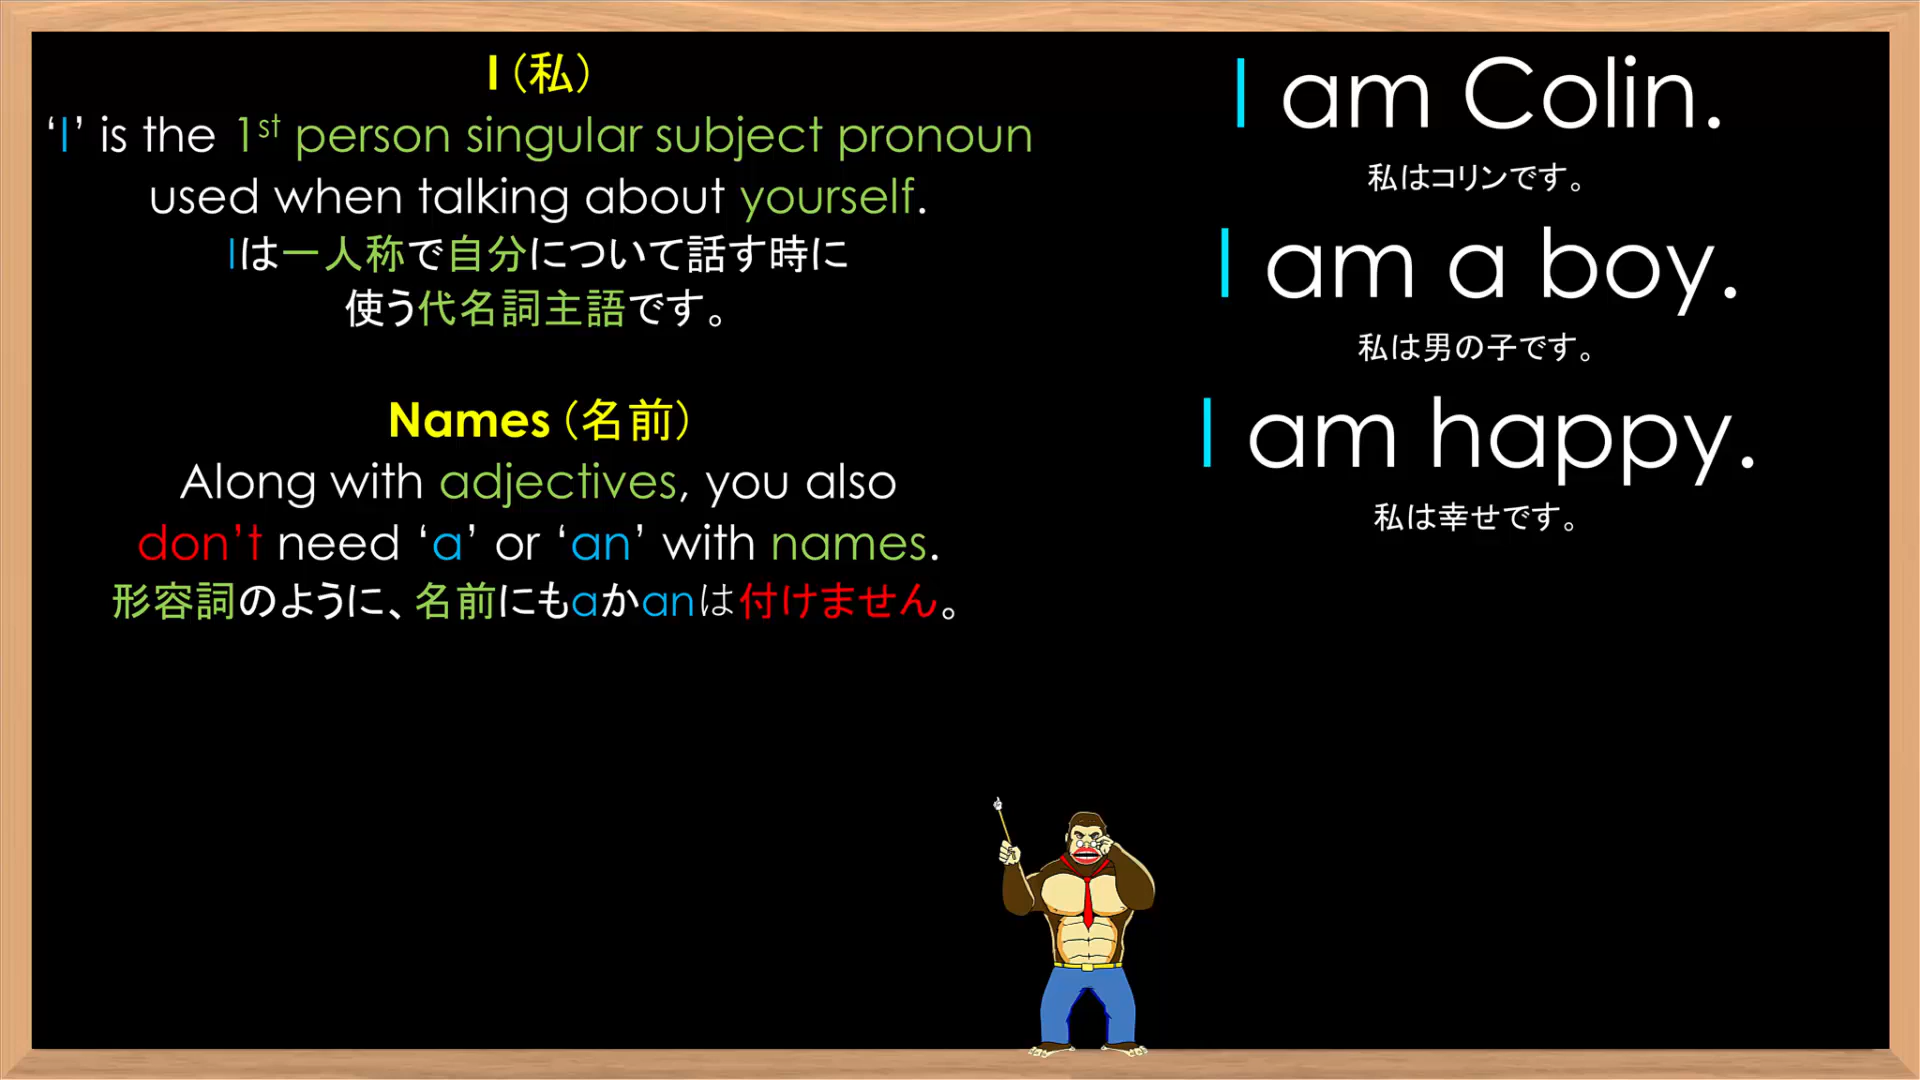 I（私）
‘I’ is the 1st person singular subject pronoun
used when talking about yourself.
Iは一人称で自分について話す時に
使う代名詞主語です。
Names（名前）
Along with adjectives, you also
don’t need ‘a’ or ‘an’ with names.
形容詞のように、名前にもaかanは付けません。
I am Colin.
私はコリンです。
I am a boy.
私は男の子です。
I am happy.
私は幸せです。